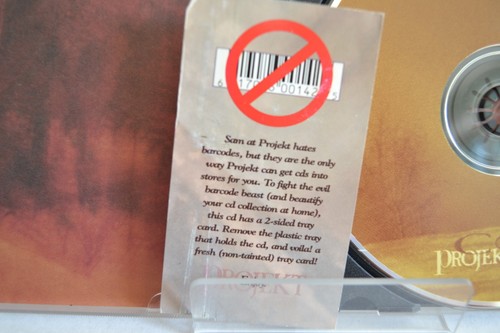 Sam at Projekt hates
barcodes, but they are the only
way Projekt can get cds into
stores for you. To fight the evil
barcode beast (and beautify
your cd collection at home),
this cd has a 2-sided tray
card. Remove the plastic tray
that holds the cd, and voila! a
fresh (non-tainted) tray card!
PROJEKT
PROJEK